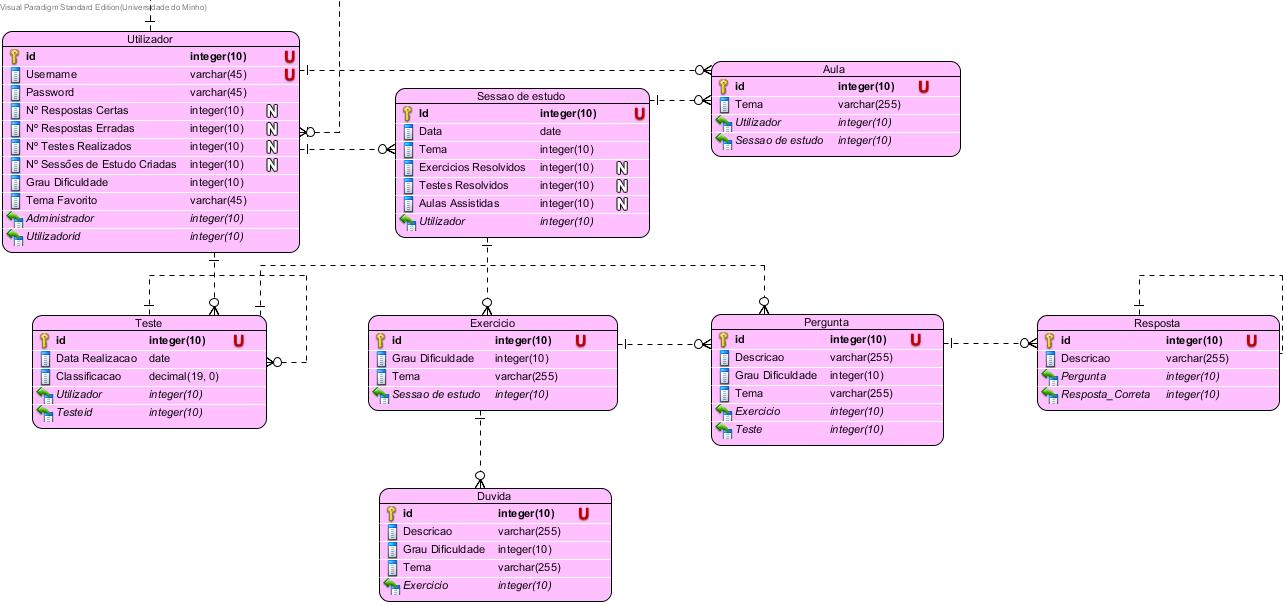 Visual Paradigm Standard Edition(Universidade do Minho)
Utilizador
id integer(10) U
Username varchar(45) U
Password varchar(45)
Nº Respostas Certas integer(10) N
Nº Respostas Erradas integer(10) N
Nº Testes Realizados integer(10) N
Nº Sessões de Estudo Criadas integer(10) N
Grau Dificuldade integer(10)
Tema Favorito varchar(45)
Administrador integer(10)
Utilizadorid integer(10)
Sessao de estudo
Id integer(10) U
Data date
Tema integer(10)
Exercicios Resolvidos integer(10) N
Testes Resolvidos integer(10) N
Aulas Assistidas integer(10) N
Utilizador integer(10)
Aula
id integer(10) U
Tema varchar(255)
Utilizador integer(10)
Sessao de estudo integer(10)
Teste
id integer(10) U
Data Realizacao date
Classificacao decimal(19, 0)
Utilizador integer(10)
Testeid integer(10)
Exercicio
id integer(10) U
Grau Dificuldade integer(10)
Tema varchar(255)
Sessao de estudo integer(10)
Pergunta
id integer(10) U
Descricao varchar(255)
Grau Dificuldade integer(10)
Tema varchar(255)
Exercicio integer(10)
Teste integer(10)
Resposta
id integer(10) U
Descricao varchar(255)
Pergunta integer(10)
Resposta_Correta integer(10)
Duvida
id integer(10) U
Descricao varchar(255)
Grau Dificuldade integer(10)
Tema varchar(255)
Exercicio integer(10)